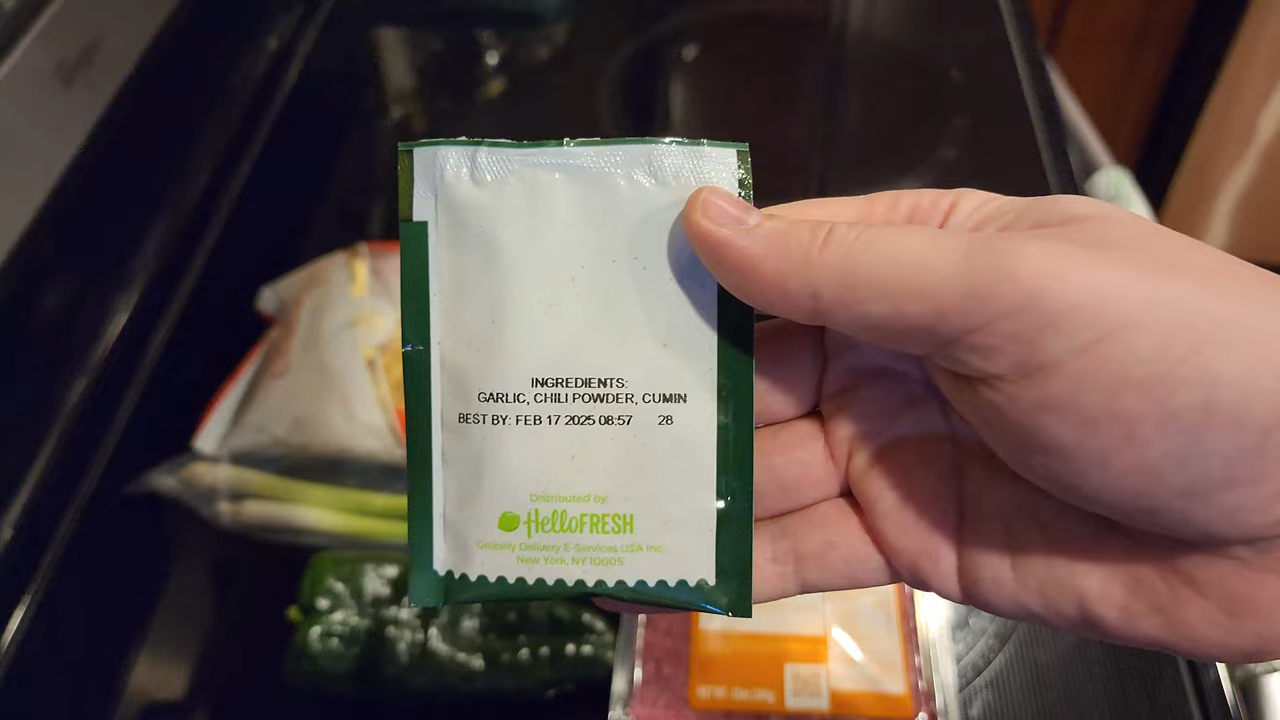 INGREDIENTS:
GARLIC, CHILI POWDER, CUMIN
BEST BY: FEB 17 2025 08:57 28
Distributed by:
HelloFRESH
Grocery Delivery E-Services USA Inc.
New York, NY 10005